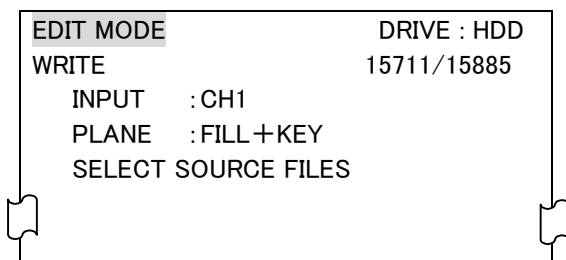 EDIT MODE DRIVE : HDD
WRITE 15711/15885
INPUT :CH1
PLANE :FILL＋KEY
SELECT SOURCE FILES